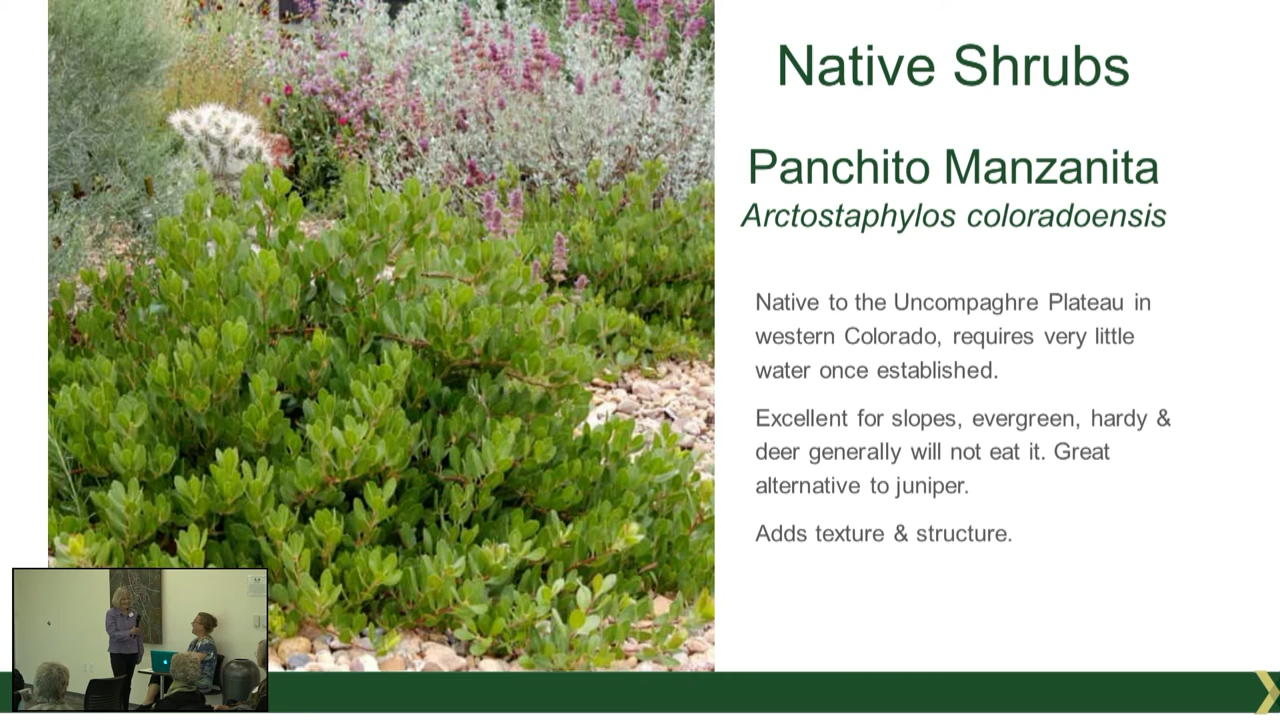 Native Shrubs
Panchito Manzanita
Arctostaphylos coloradoensis
Native to the Uncompaghre Plateau in
western Colorado, requires very little
water once established.
Excellent for slopes, evergreen, hardy &
deer generally will not eat it. Great
alternative to juniper.
Adds texture & structure.